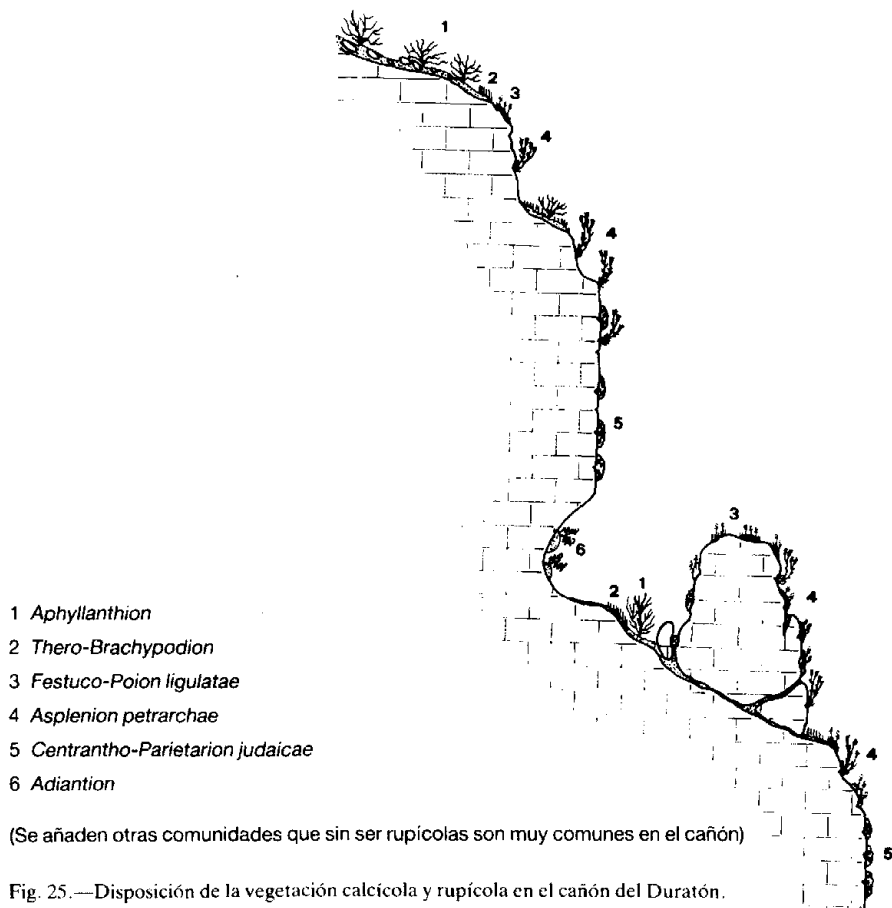 1
2
3
4
4
5
6
3
2
1
4
4
5
1 Aphyllanthion
2 Thero-Brachypodion
3 Festuco-Poion ligulatae
4 Asplenion petrarchae
5 Centrantho-Parietarion judaicae
6 Adiantion
(Se añaden otras comunidades que sin ser rupícolas son muy comunes en el cañón)
Fig. 25.—Disposición de la vegetación calcícola y rupícola en el cañón del Duratón.